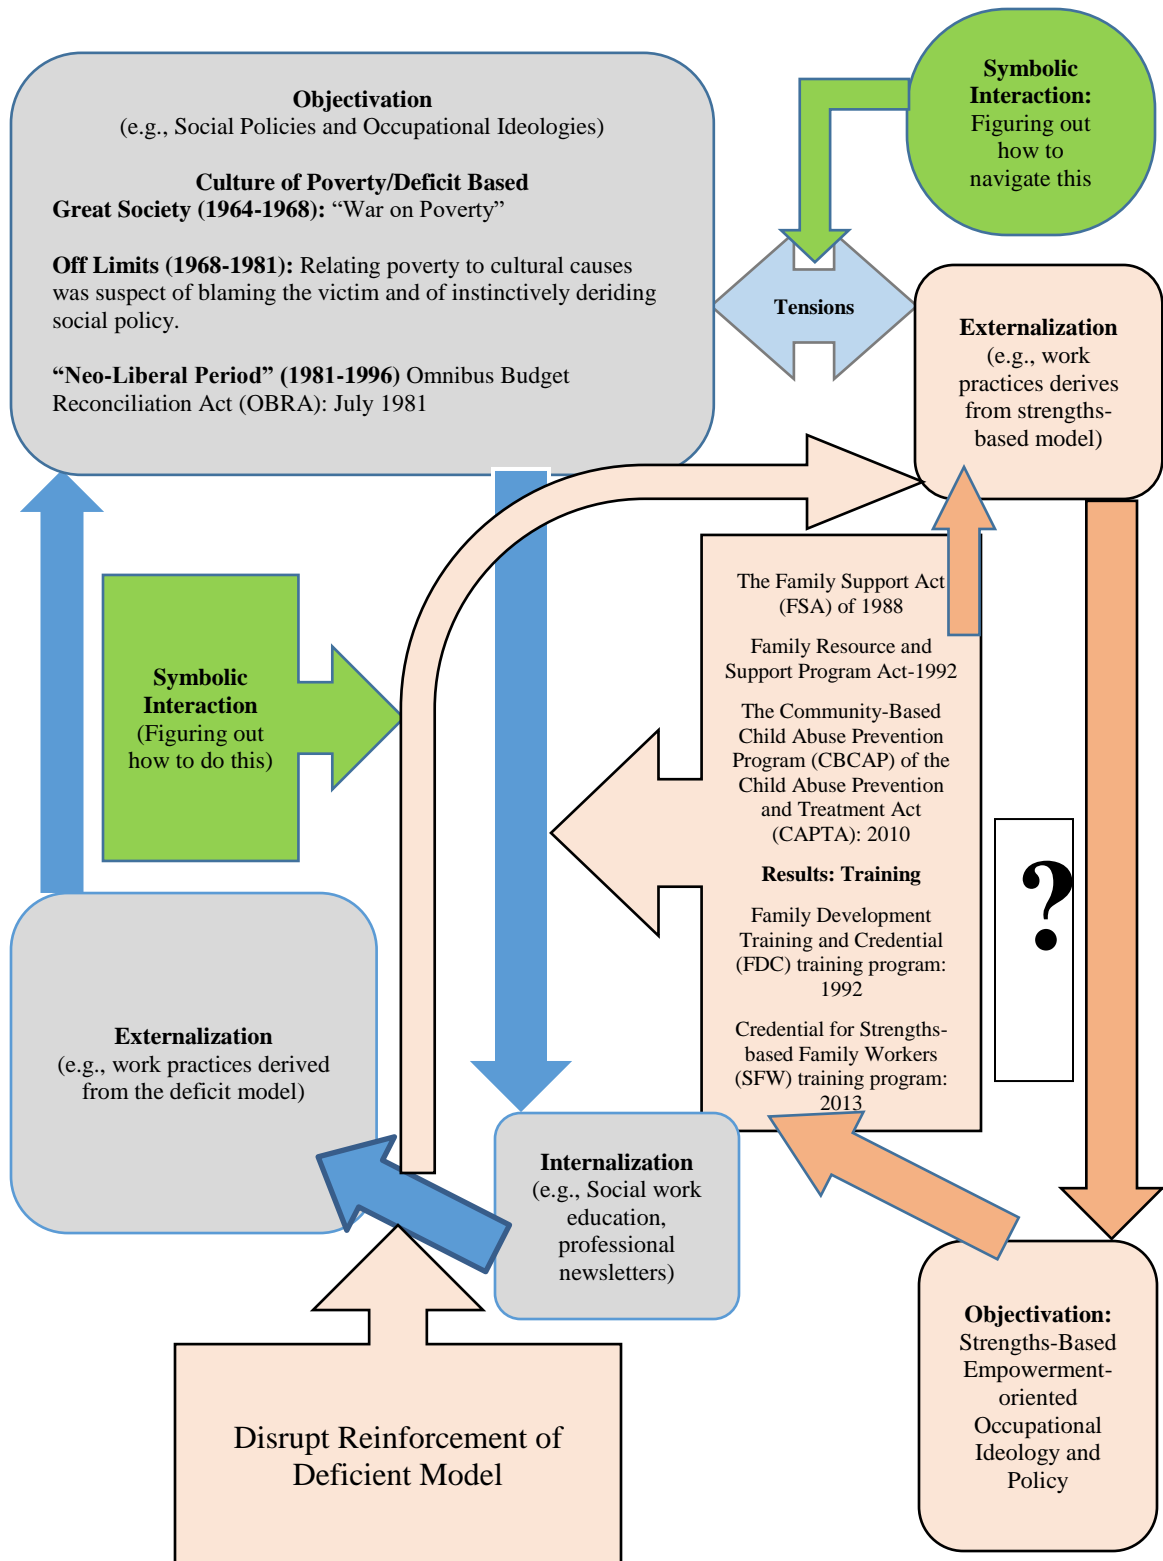 Objectivation
(e.g., Social Policies and Occupational Ideologies)
Culture of Poverty/Deficit Based
Great Society (1964-1968): “War on Poverty”
Off Limits (1968-1981): Relating poverty to cultural causes
was suspect of blaming the victim and of instinctively deriding
social policy.
“Neo-Liberal Period” (1981-1996) Omnibus Budget
Reconciliation Act (OBRA): July 1981
Symbolic
Interaction:
Figuring out
how to
navigate this
Tensions
Externalization
(e.g., work
practices derives
from strengths-
based model)
Symbolic
Interaction
(Figuring out
how to do this)
The Family Support Act
(FSA) of 1988
Family Resource and
Support Program Act-1992
The Community-Based
Child Abuse Prevention
Program (CBCAP) of the
Child Abuse Prevention
and Treatment Act
(CAPTA): 2010
Results: Training
Family Development
Training and Credential
(FDC) training program:
1992
Credential for Strengths-
based Family Workers
(SFW) training program:
2013
?
Externalization
(e.g., work practices derived
from the deficit model)
Internalization
(e.g., Social work
education,
professional
newsletters)
Objectivation:
Strengths-Based
Empowerment-
oriented
Occupational
Ideology and
Policy
Disrupt Reinforcement of
Deficient Model